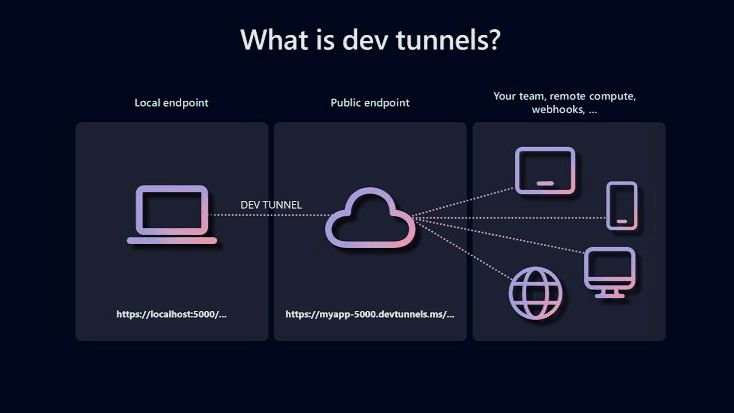 What is dev tunnels?
Local endpoint
Public endpoint
Your team, remote compute,
webhooks, ...
DEV TUNNEL
https://localhost:5000/...
https://myapp-5000.devtunnels.ms/...